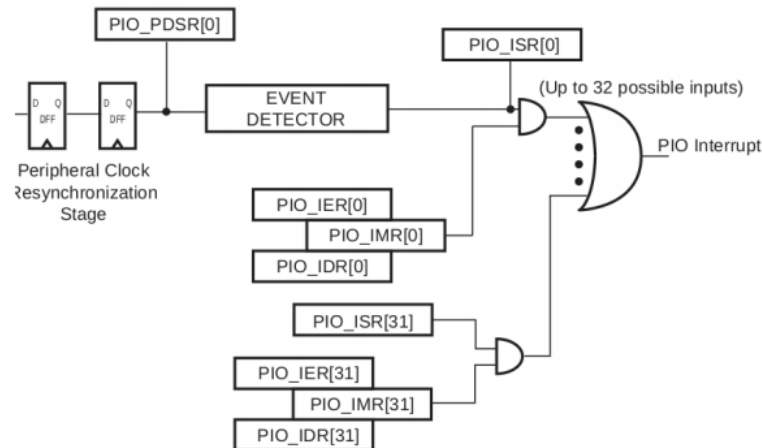 PIO_PDSR[0]
PIO_ISR[0]
(Up to 32 possible inputs)
D Q
DFF
D Q
DFF
EVENT
DETECTOR
PIO Interrupt
Peripheral Clock
Resynchronization
Stage
PIO_IER[0]
PIO_IMR[0]
PIO_IDR[0]
PIO_ISR[31]
PIO_IER[31]
PIO_IMR[31]
PIO_IDR[31]